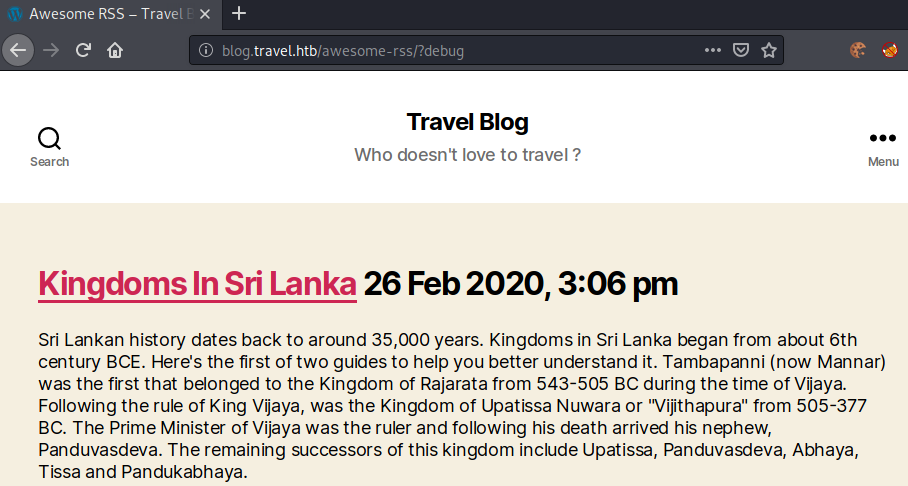 Awesome RSS – Travel B
blog.travel.htb/awesome-rss/?debug
Travel Blog
Who doesn't love to travel ?
Search
Menu
Kingdoms In Sri Lanka 26 Feb 2020, 3:06 pm
Sri Lankan history dates back to around 35,000 years. Kingdoms in Sri Lanka began from about 6th
century BCE. Here's the first of two guides to help you better understand it. Tambapanni (now Mannar)
was the first that belonged to the Kingdom of Rajarata from 543-505 BC during the time of Vijaya.
Following the rule of King Vijaya, was the Kingdom of Upatissa Nuwara or "Vijithapura" from 505-377
BC. The Prime Minister of Vijaya was the ruler and following his death arrived his nephew,
Panduvasdeva. The remaining successors of this kingdom include Upatissa, Panduvasdeva, Abhaya,
Tissa and Pandukabhaya.